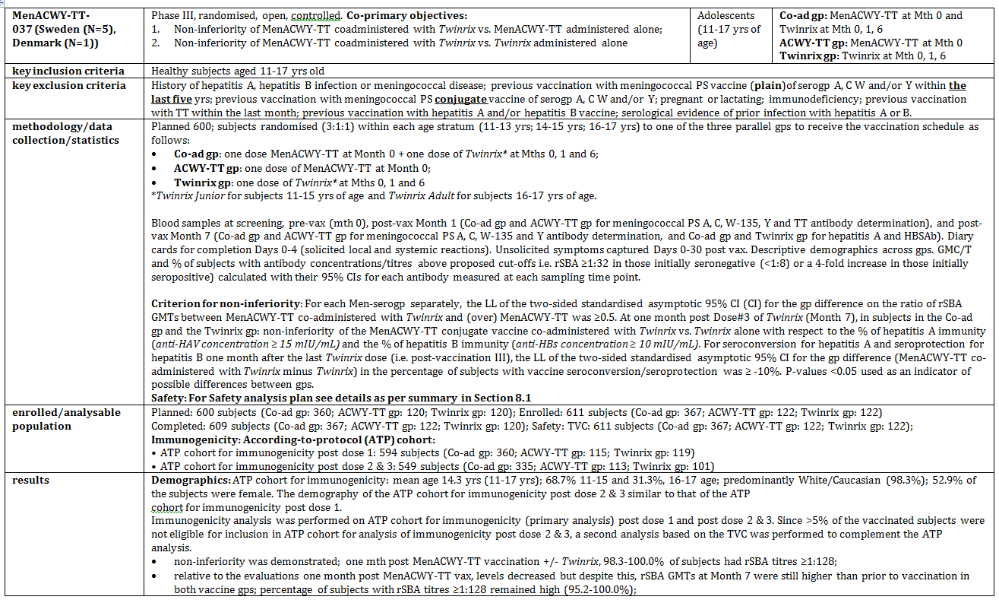 MenACWY-TT-
037 (Sweden (N=5),
Denmark (N=1))
Phase III, randomised, open, controlled. Co-primary objectives:
1. Non-inferiority of MenACWY-TT coadministered with Twinrix vs. MenACWY-TT administered alone;
2. Non-inferiority of MenACWY-TT coadministered with Twinrix vs. Twinrix administered alone
Adolescents
(11-17 yrs of
age)
Co-ad gp: MenACWY-TT at Mth 0 and
Twinrix at Mth 0, 1, 6
ACWY-TT gp: MenACWY-TT at Mth 0
Twinrix gp: Twinrix at Mth 0, 1, 6
key inclusion criteria
Healthy subjects aged 11-17 yrs old
key exclusion criteria
History of hepatitis A, hepatitis B infection or meningococcal disease; previous vaccination with meningococcal PS vaccine (plain)of serogp A, C W and/or Y within the
last five yrs; previous vaccination with meningococcal PS conjugate vaccine of serogp A, C W and/or Y; pregnant or lactating; immunodeficiency; previous vaccination
with TT within the last month; previous vaccination with hepatitis A and/or hepatitis B vaccine; serological evidence of prior infection with hepatitis A or B.
methodology/data
collection/statistics
Planned 600; subjects randomised (3:1:1) within each age stratum (11-13 yrs; 14-15 yrs; 16-17 yrs) to one of the three parallel gps to receive the vaccination schedule as
follows:
• Co-ad gp: one dose MenACWY-TT at Month 0 + one dose of Twinrix* at Mths 0, 1 and 6;
• ACWY-TT gp: one dose of MenACWY-TT at Month 0;
• Twinrix gp: one dose of Twinrix* at Mths 0, 1 and 6
*Twinrix Junior for subjects 11-15 yrs of age and Twinrix Adult for subjects 16-17 yrs of age.
Blood samples at screening, pre-vax (mth 0), post-vax Month 1 (Co-ad gp and ACWY-TT gp for meningococcal PS A, C, W-135, Y and TT antibody determination), and post-
vax Month 7 (Co-ad gp and ACWY-TT gp for meningococcal PS A, C, W-135 and Y antibody determination, and Co-ad gp and Twinrix gp for hepatitis A and HBSAb). Diary
cards for completion Days 0-4 (solicited local and systemic reactions). Unsolicited symptoms captured Days 0-30 post vax. Descriptive demographics across gps. GMC/T
and % of subjects with antibody concentrations/titres above proposed cut-offs i.e. rSBA ≥1:32 in those initially seronegative (<1:8) or a 4-fold increase in those initially
seropositive) calculated with their 95% CIs for each antibody measured at each sampling time point.
Criterion for non-inferiority: For each Men-serogp separately, the LL of the two-sided standardised asymptotic 95% CI (CI) for the gp difference on the ratio of rSBA
GMTs between MenACWY-TT co-administered with Twinrix and (over) MenACWY-TT was ≥0.5. At one month post Dose#3 of Twinrix (Month 7), in subjects in the Co-ad
gp and the Twinrix gp: non-inferiority of the MenACWY-TT conjugate vaccine co-administered with Twinrix vs. Twinrix alone with respect to the % of hepatitis A immunity
(anti-HAV concentration ≥ 15 mIU/mL) and the % of hepatitis B immunity (anti-HBs concentration ≥ 10 mIU/mL). For seroconversion for hepatitis A and seroprotection for
hepatitis B one month after the last Twinrix dose (i.e. post-vaccination III), the LL of the two-sided standardised asymptotic 95% CI for the gp difference (MenACWY-TT co-
administered with Twinrix minus Twinrix) in the percentage of subjects with vaccine seroconversion/seroprotection was ≥ -10%. P-values <0.05 used as an indicator of
possible differences between gps.
Safety: For Safety analysis plan see details as per summary in Section 8.1
enrolled/analysable
population
Planned: 600 subjects (Co-ad gp: 360; ACWY-TT gp: 120; Twinrix gp: 120); Enrolled: 611 subjects (Co-ad gp: 367; ACWY-TT gp: 122; Twinrix gp: 122)
Completed: 609 subjects (Co-ad gp: 367; ACWY-TT gp: 122; Twinrix gp: 120); Safety: TVC: 611 subjects (Co-ad gp: 367; ACWY-TT gp: 122; Twinrix gp: 122);
Immunogenicity: According-to-protocol (ATP) cohort:
• ATP cohort for immunogenicity post dose 1: 594 subjects (Co-ad gp: 360; ACWY-TT gp: 115; Twinrix gp: 119)
• ATP cohort for immunogenicity post dose 2 & 3: 549 subjects (Co-ad gp: 335; ACWY-TT gp: 113; Twinrix gp: 101)
results
Demographics: ATP cohort for immunogenicity: mean age 14.3 yrs (11-17 yrs); 68.7% 11-15 and 31.3%, 16-17 age; predominantly White/Caucasian (98.3%); 52.9% of
the subjects were female. The demography of the ATP cohort for immunogenicity post dose 2 & 3 similar to that of the ATP
cohort for immunogenicity post dose 1.
Immunogenicity analysis was performed on ATP cohort for immunogenicity (primary analysis) post dose 1 and post dose 2 & 3. Since >5% of the vaccinated subjects were
not eligible for inclusion in ATP cohort for analysis of immunogenicity post dose 2 & 3, a second analysis based on the TVC was performed to complement the ATP
analysis.
• non-inferiority was demonstrated; one mth post MenACWY-TT vaccination +/- Twinrix, 98.3-100.0% of subjects had rSBA titres ≥1:128;
• relative to the evaluations one month post MenACWY-TT vax, levels decreased but despite this, rSBA GMTs at Month 7 were still higher than prior to vaccination in
both vaccine gps; percentage of subjects with rSBA titres ≥1:128 remained high (95.2-100.0%);